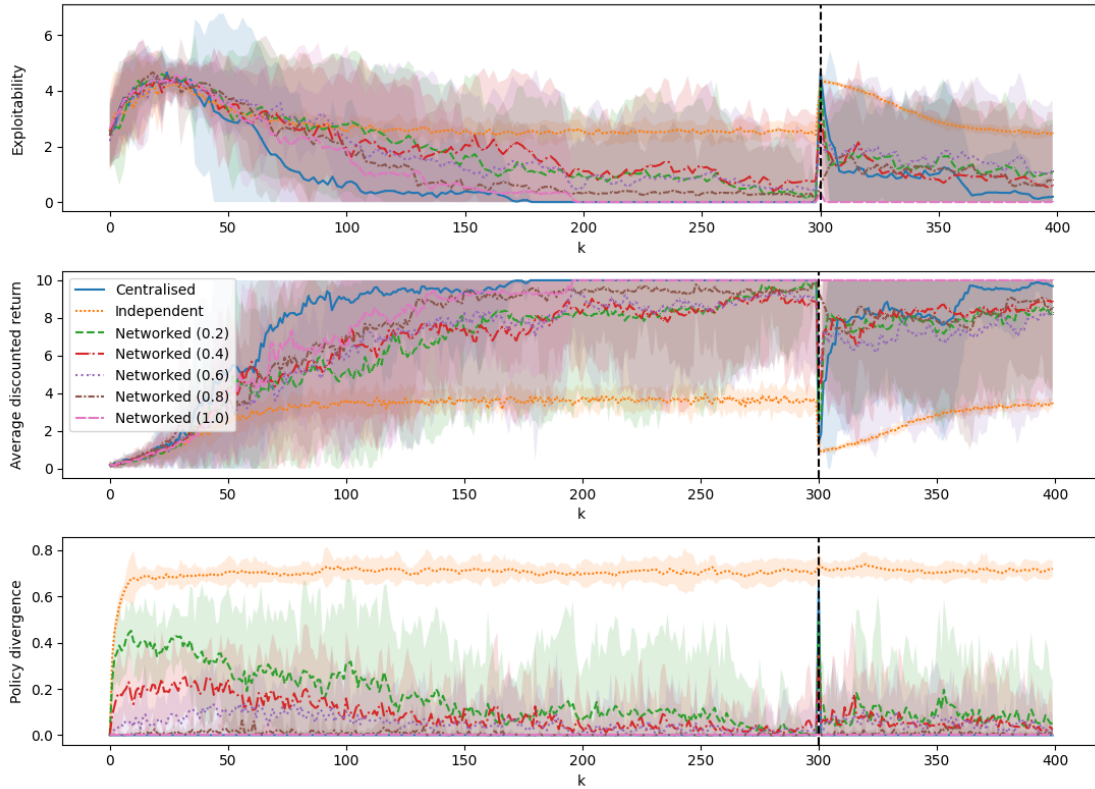 Exploitability
6
4
2
0
0 50 100 150 200 250 300 350 400
k
Average discounted return
10
8
6
4
2
0
Centralised
Independent
Networked (0.2)
Networked (0.4)
Networked (0.6)
Networked (0.8)
Networked (1.0)
0 50 100 150 200 250 300 350 400
k
Policy divergence
0.8
0.6
0.4
0.2
0.0
0 50 100 150 200 250 300 350 400
k